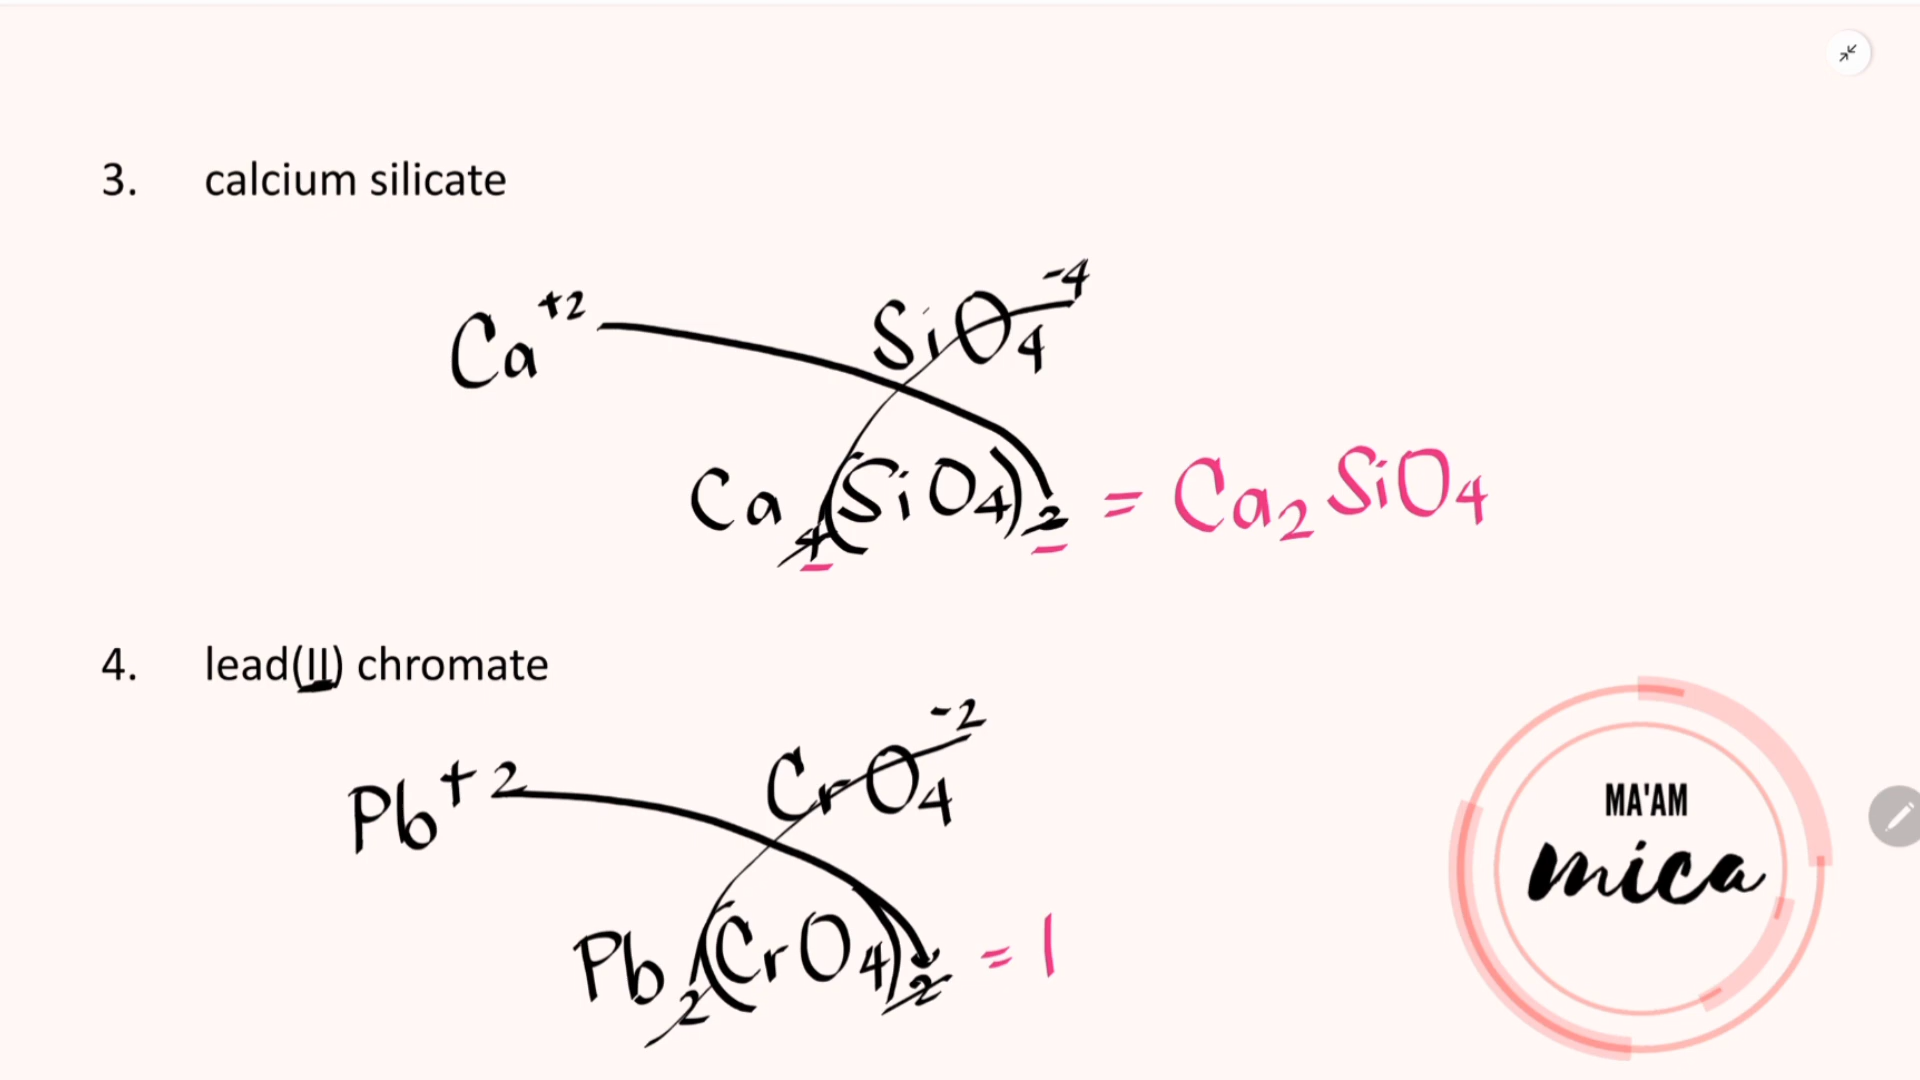 3. calcium silicate
Ca+2 SiO4-4
Ca4(SiO4)2 = Ca2SiO4
4. lead(II) chromate
Pb+2 CrO4-2
Pb2(CrO4)2 =
MA'AM
mica